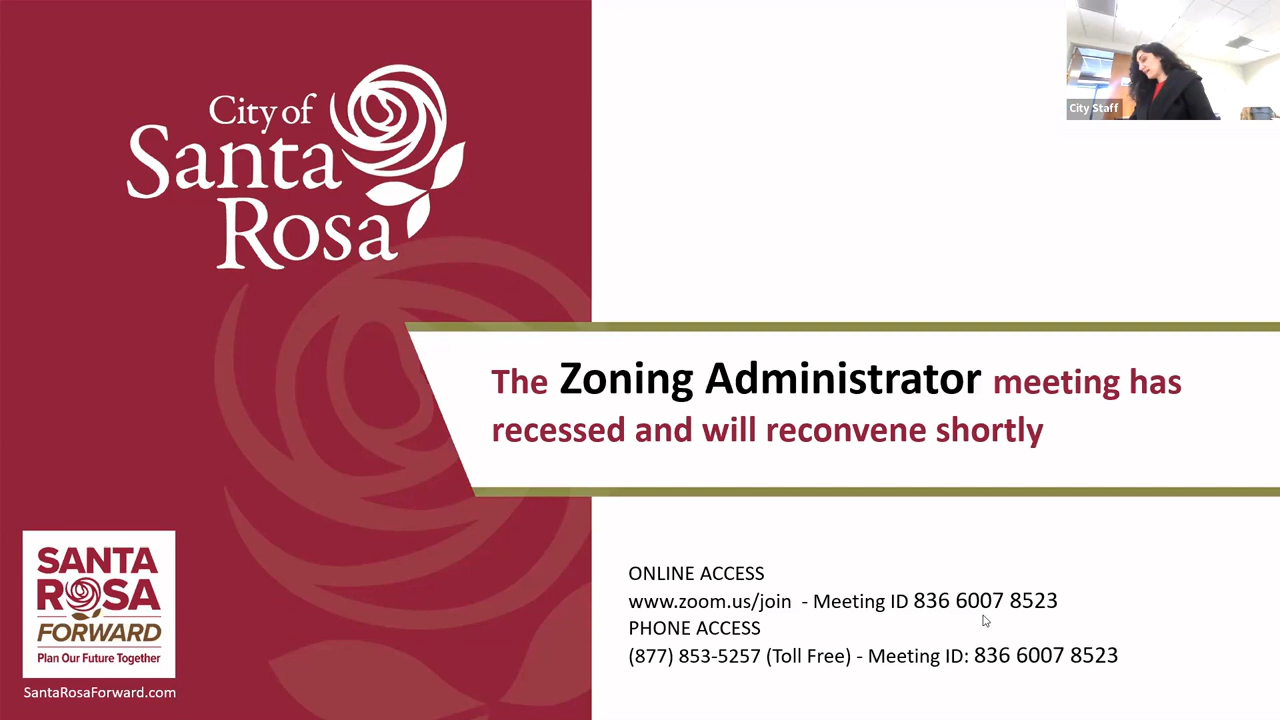 City of
Santa
Rosa
City Staff
The Zoning Administrator meeting has
recessed and will reconvene shortly
SANTA
ROSA
FORWARD
Plan Our Future Together
SantaRosaForward.com
ONLINE ACCESS
www.zoom.us/join - Meeting ID 836 6007 8523
PHONE ACCESS
(877) 853-5257 (Toll Free) - Meeting ID: 836 6007 8523